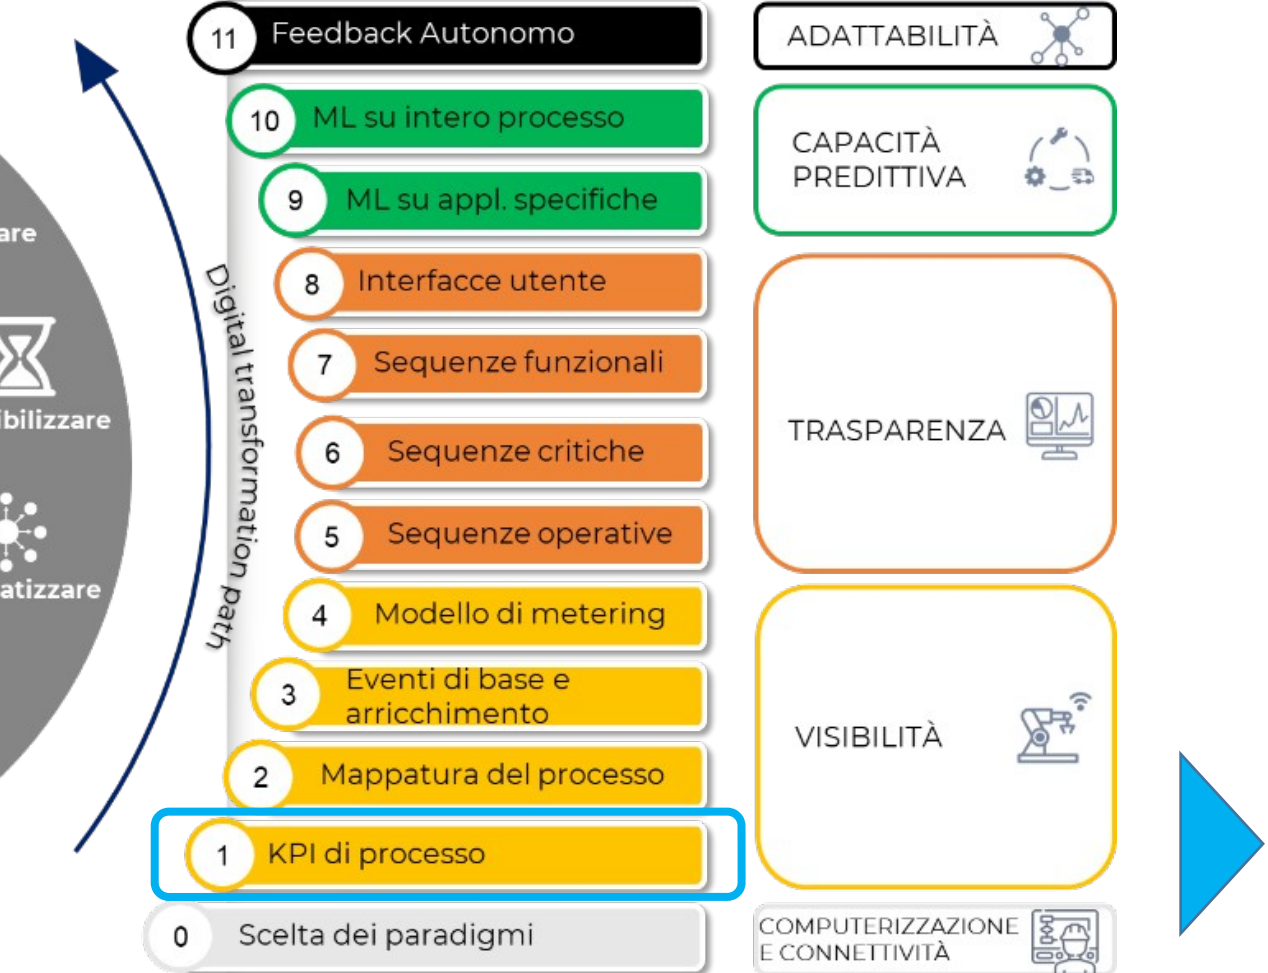 11 Feedback Autonomo
ADATTABILITÀ
10 ML su intero processo
9 ML su appl. specifiche
CAPACITÀ
PREDITTIVA
8 Interfacce utente
7 Sequenze funzionali
6 Sequenze critiche
5 Sequenze operative
TRASPARENZA
4 Modello di metering
3 Eventi di base e
arricchimento
2 Mappatura del processo
1 KPI di processo
VISIBILITÀ
0 Scelta dei paradigmi
COMPUTERIZZAZIONE
E CONNETTIVITÀ
Digital transformation path
are
ibilizzare
atizzare